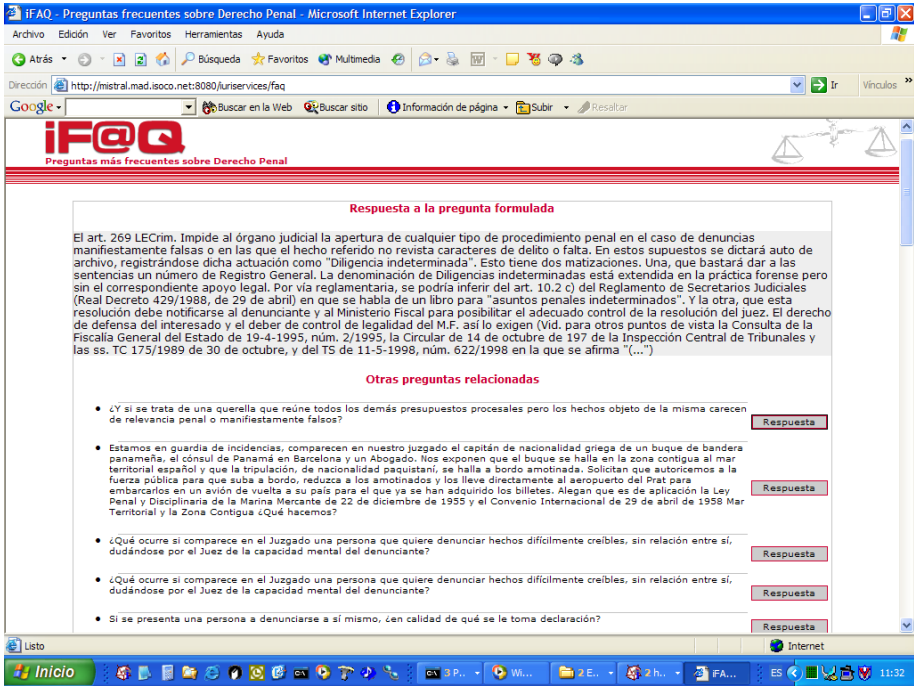 iFAQ - Preguntas frecuentes sobre Derecho Penal - Microsoft Internet Explorer
Archivo Edición Ver Favoritos Herramientas Ayuda
Atrás Búsqueda Favoritos Multimedia
Dirección http://mistral.mad.isoco.net:8080/iuriservices/faq Ir Vínculos »
Google Buscar en la Web Buscar sitio Información de página Subir Resaltar
iF@Q
Preguntas más frecuentes sobre Derecho Penal
Respuesta a la pregunta formulada
El art. 269 LECrim. Impide al órgano judicial la apertura de cualquier tipo de procedimiento penal en el caso de denuncias
manifiestamente falsas o en las que el hecho referido no revista caracteres de delito o falta. En estos supuestos se dictará auto de
archivo, registrándose dicha actuación como "Diligencia indeterminada". Esto tiene dos matizaciones. Una, que bastará dar a las
sentencias un número de Registro General. La denominación de Diligencias indeterminadas está extendida en la práctica forense pero
sin el correspondiente apoyo legal. Por vía reglamentaria, se podría inferir del art. 10.2 c) del Reglamento de Secretarios Judiciales
(Real Decreto 429/1988, de 29 de abril) en que se habla de un libro para "asuntos penales indeterminados". Y la otra, que esta
resolución debe notificarse al denunciante y al Ministerio Fiscal para posibilitar el adecuado control de la resolución del juez. El derecho
de defensa del interesado y el deber de control de legalidad del M.F. así lo exigen (Vid. para otros puntos de vista la Consulta de la
Fiscalía General del Estado de 19-4-1995, núm. 2/1995, la Circular de 14 de octubre de 197 de la Inspección Central de Tribunales y
las ss. TC 175/1989 de 30 de octubre, y del TS de 11-5-1998, núm. 622/1998 en la que se afirma "(...")
Otras preguntas relacionadas
• ¿Y si se trata de una querella que reúne todos los demás presupuestos procesales pero los hechos objeto de la misma carecen
de relevancia penal o manifiestamente falsos?
Respuesta
• Estamos en guardia de incidencias, comparecen en nuestro juzgado el capitán de nacionalidad griega de un buque de bandera
panameña, el cónsul de Panamá en Barcelona y un Abogado. Nos exponen que el buque se halla en la zona contigua al mar
territorial español y que la tripulación, de nacionalidad paquistaní, se halla a bordo amotinada. Solicitan que autoricemos a la
fuerza pública para que suba a bordo, reduzca a los amotinados y los lleve directamente al aeropuerto del Prat para
embarcarlos en un avión de vuelta a su país para el que ya se han adquirido los billetes. Alegan que es de aplicación la Ley
Penal y Disciplinaria de la Marina Mercante de 22 de diciembre de 1955 y el Convenio Internacional de 29 de abril de 1958 Mar
Territorial y la Zona Contigua ¿Qué hacemos?
Respuesta
• ¿Qué ocurre si comparece en el Juzgado una persona que quiere denunciar hechos difícilmente creíbles, sin relación entre sí,
dudándose por el Juez de la capacidad mental del denunciante?
Respuesta
• ¿Qué ocurre si comparece en el Juzgado una persona que quiere denunciar hechos difícilmente creíbles, sin relación entre sí,
dudándose por el Juez de la capacidad mental del denunciante?
Respuesta
• Si se presenta una persona a denunciarse a sí mismo, ¿en calidad de qué se le toma declaración?
Respuesta
Listo Internet
Inicio 3 P... Wi... 2 E... 2 h... iFA... ES 11:32